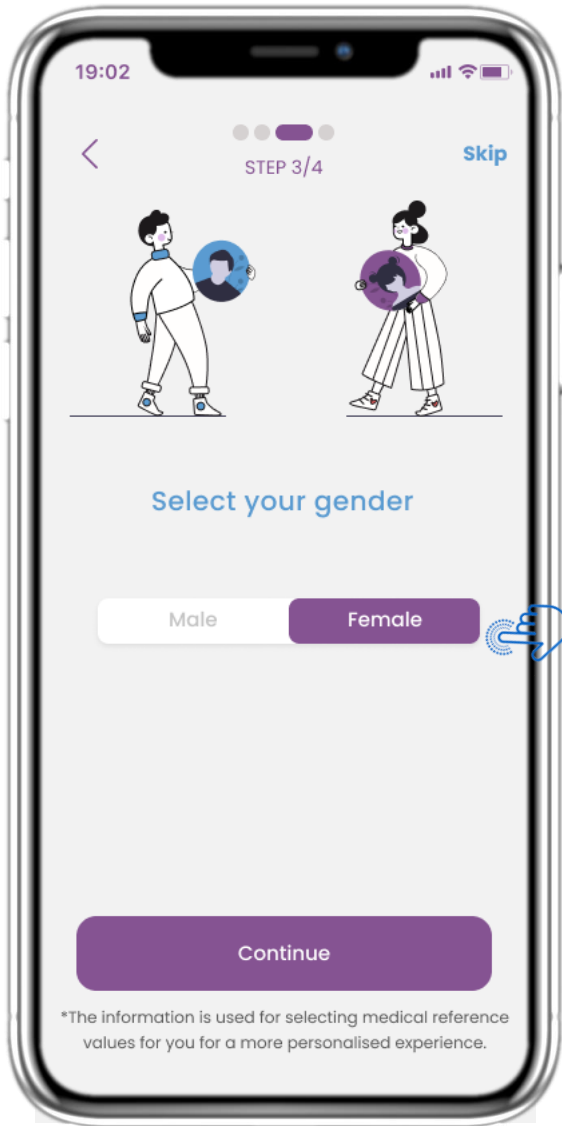 19:02
Skip
STEP 3/4
Select your gender
Male Female
Continue
*The information is used for selecting medical reference
values for you for a more personalised experience.